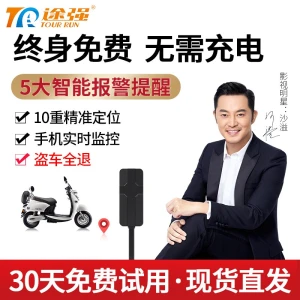 途强
TOUR RUN
终身免费 无需充电
5大智能报警提醒
10重精准定位
手机实时监控
盗车全退
影视明星：沙溢
30天免费试用·现货直发